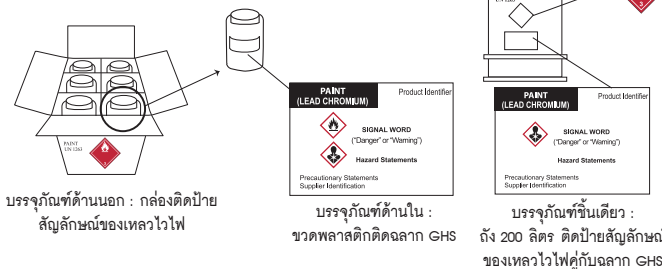 PAINT
UN 1263
บรรจุภัณฑ์ด้านนอก : กล่องติดป้าย
สัญลักษณ์ของเหลวไวไฟ
PAINT
(LEAD CHROMIUM)
Product Identifier
SIGNAL WORD
("Danger" or "Warning")
Hazard Statements
Precautionary Statements
Supplier Identification
บรรจุภัณฑ์ด้านใน :
ขวดพลาสติกติดฉลาก GHS
UN 1263
3
PAINT
(LEAD CHROMIUM)
Product Identifier
SIGNAL WORD
("Danger" or "Warning")
Hazard Statements
Precautionary Statements
Supplier Identification
บรรจุภัณฑ์ชิ้นเดียว :
ถัง 200 ลิตร ติดป้ายสัญลักษณ์
ของเหลวไวไฟคู่กับฉลาก GHS